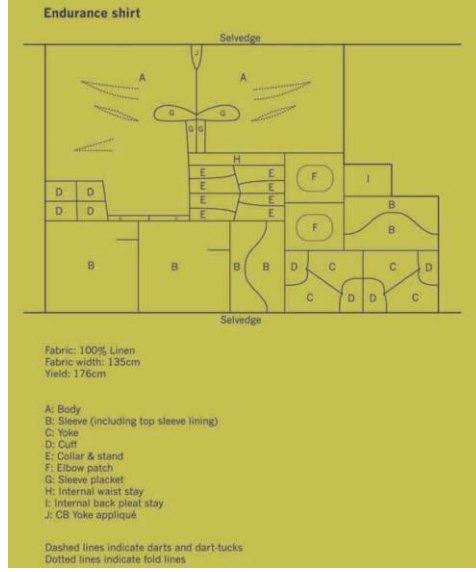 Endurance shirt
Selvedge
J
A A
G G
G G
H
E E
E E
E E
E E
F
I
D D
D D
B
F
B
B B B B
D C C D
C D D C
Selvedge
Fabric: 100% Linen
Fabric width: 135cm
Yield: 176cm
A: Body
B: Sleeve (including top sleeve lining)
C: Yoke
D: Cuff
E: Collar & stand
F: Elbow patch
G: Sleeve placket
H: Internal waist stay
I: Internal back pleat stay
J: CB Yoke appliqué
Dashed lines indicate darts and dart-tucks
Dotted lines indicate fold lines